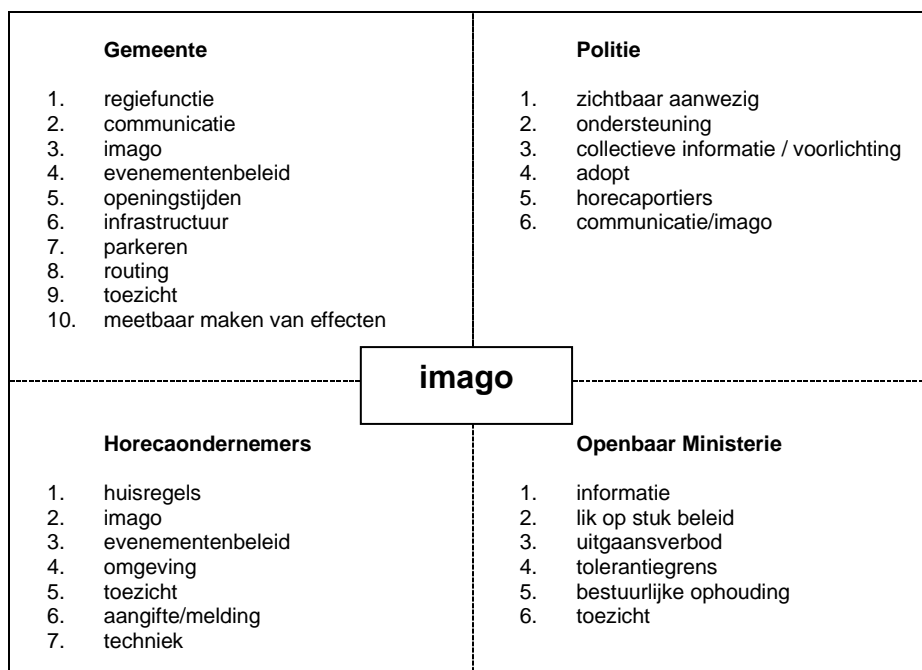 Gemeente
1. regiefunctie
2. communicatie
3. imago
4. evenementenbeleid
5. openingstijden
6. infrastructuur
7. parkeren
8. routing
9. toezicht
10. meetbaar maken van effecten
Politie
1. zichtbaar aanwezig
2. ondersteuning
3. collectieve informatie / voorlichting
4. adopt
5. horecaportiers
6. communicatie/imago
imago
Horecaondernemers
1. huisregels
2. imago
3. evenementenbeleid
4. omgeving
5. toezicht
6. aangifte/melding
7. techniek
Openbaar Ministerie
1. informatie
2. lik op stuk beleid
3. uitgaansverbod
4. tolerantiegrens
5. bestuurlijke ophouding
6. toezicht